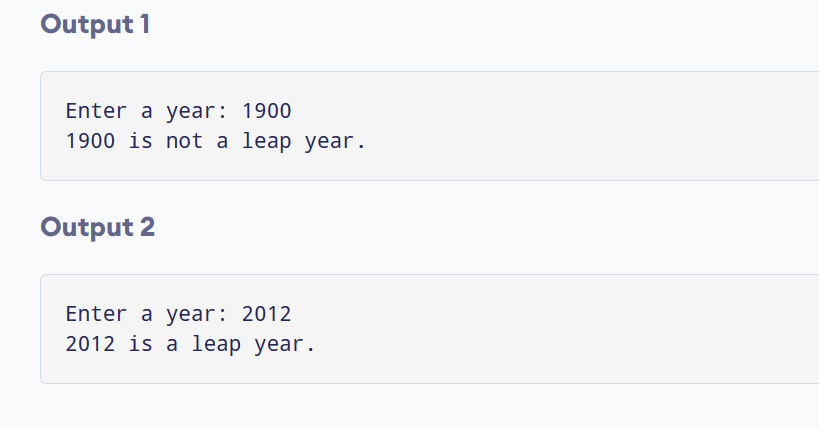 Output 1
Enter a year: 1900
1900 is not a leap year.
Output 2
Enter a year: 2012
2012 is a leap year.